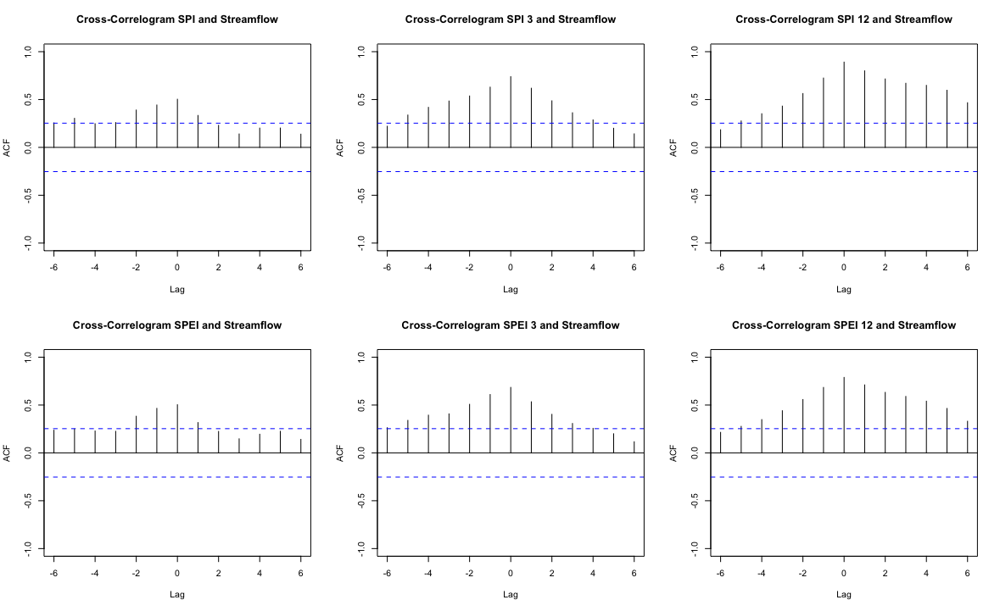 Cross-Correlogram SPI and Streamflow
ACF
1.0
0.5
0.0
-0.5
-1.0
-6 -4 -2 0 2 4 6
Lag
Cross-Correlogram SPI 3 and Streamflow
ACF
1.0
0.5
0.0
-0.5
-1.0
-6 -4 -2 0 2 4 6
Lag
Cross-Correlogram SPI 12 and Streamflow
ACF
1.0
0.5
0.0
-0.5
-1.0
-6 -4 -2 0 2 4 6
Lag
Cross-Correlogram SPEI and Streamflow
ACF
1.0
0.5
0.0
-0.5
-1.0
-6 -4 -2 0 2 4 6
Lag
Cross-Correlogram SPEI 3 and Streamflow
ACF
1.0
0.5
0.0
-0.5
-1.0
-6 -4 -2 0 2 4 6
Lag
Cross-Correlogram SPEI 12 and Streamflow
ACF
1.0
0.5
0.0
-0.5
-1.0
-6 -4 -2 0 2 4 6
Lag